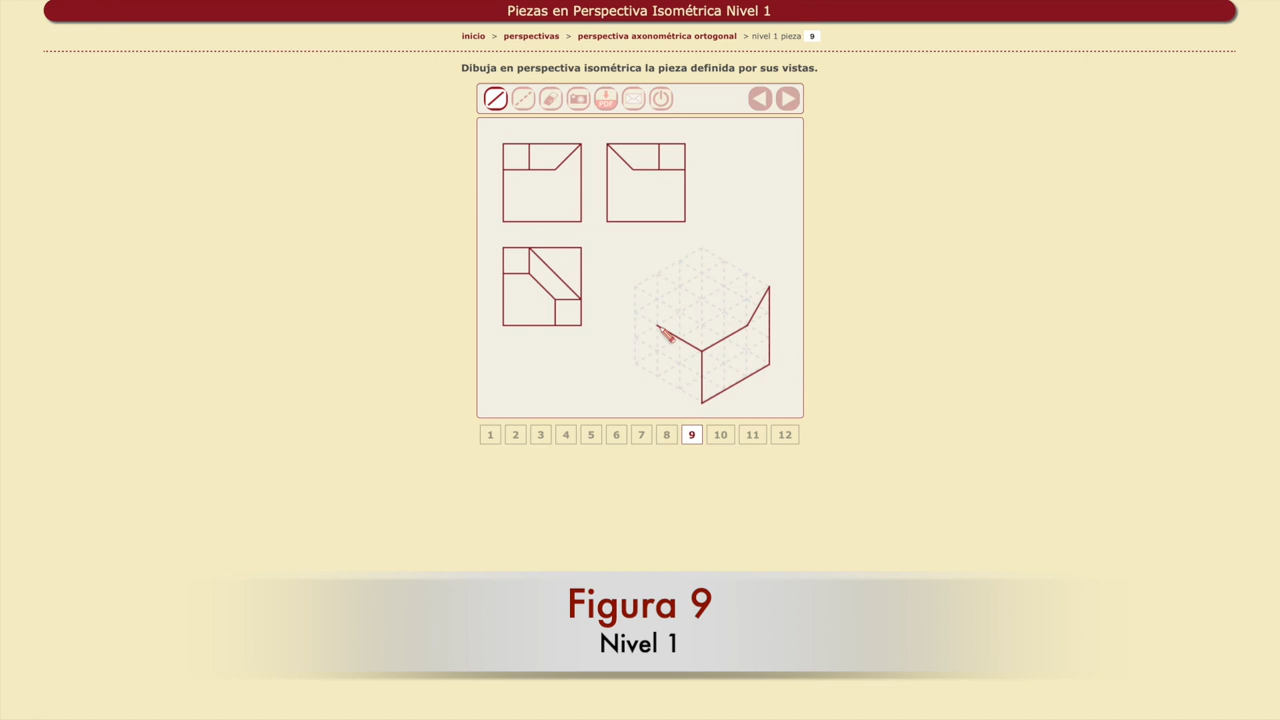 Piezas en Perspectiva Isométrica Nivel 1
inicio > perspectivas > perspectiva axonométrica ortogonal > nivel 1 pieza 9
Dibuja en perspectiva isométrica la pieza definida por sus vistas.
PDF
1 2 3 4 5 6 7 8 9 10 11 12
Figura 9
Nivel 1